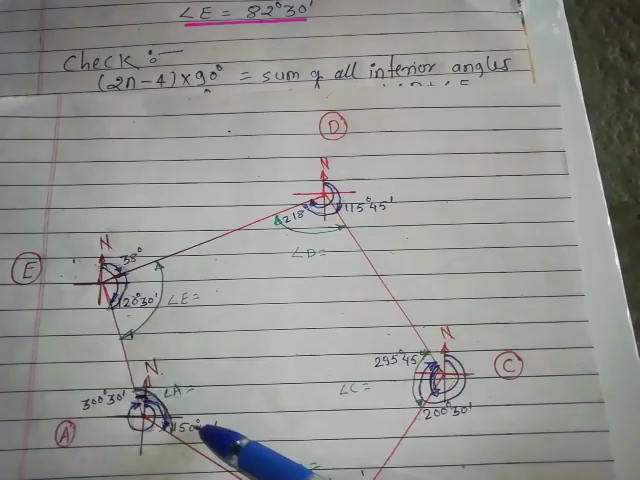 ∠E = 82°30'
Check :-
(2n-4)×90° = sum of all interior angles
D
N
218°
115°45'
∠D=
N
E
38°
120°30'
∠E=
N
295°45'
C
∠C=
200°30'
N.
∠A=
300°30'
A